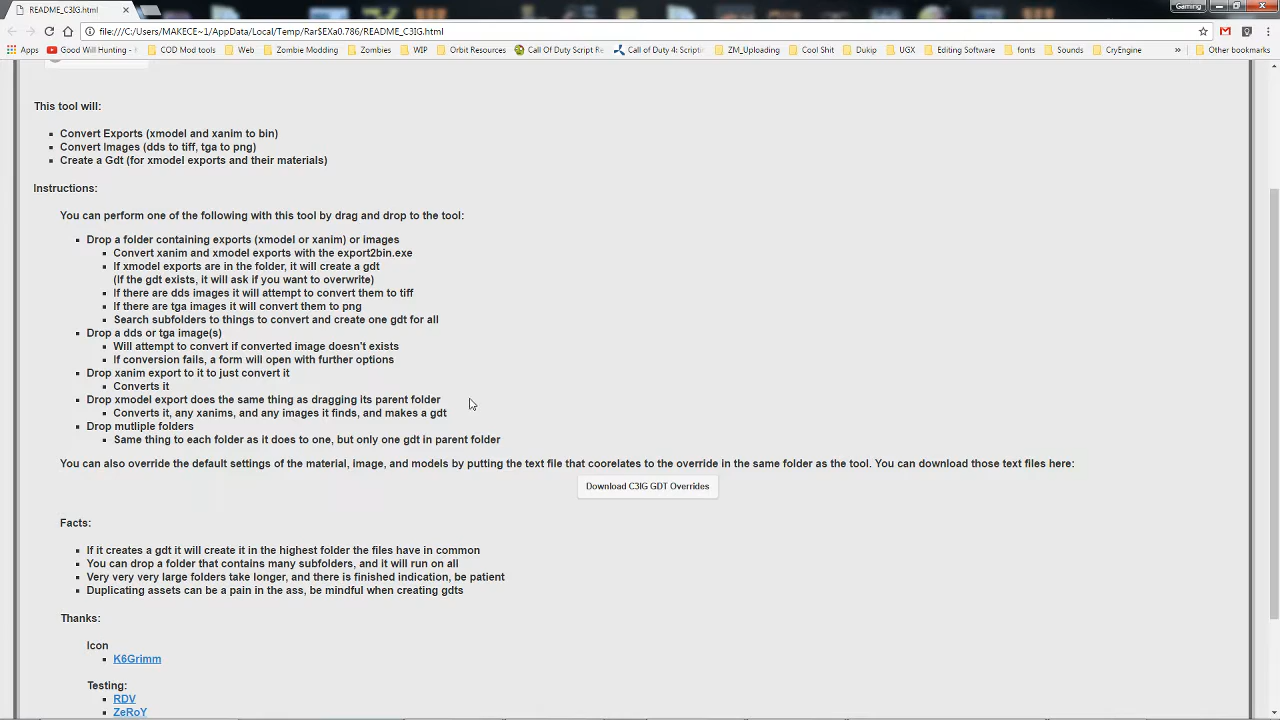 README_C3IG.html
Gaming
file:///C:/Users/MAKECE~1/AppData/Local/Temp/Rar$EXa0.786/README_C3IG.html
Apps
Good Will Hunting -
COD Mod tools
Web
Zombie Modding
Zombies
WIP
Orbit Resources
Call Of Duty Script Re
Call of Duty 4: Script
ZM_Uploading
Cool Shit
Dukip
UGX
Editing Software
fonts
Sounds
CryEngine
»
Other bookmarks
This tool will:
Convert Exports (xmodel and xanim to bin)
Convert Images (dds to tiff, tga to png)
Create a Gdt (for xmodel exports and their materials)
Instructions:
You can perform one of the following with this tool by drag and drop to the tool:
Drop a folder containing exports (xmodel or xanim) or images
Convert xanim and xmodel exports with the export2bin.exe
If xmodel exports are in the folder, it will create a gdt
(If the gdt exists, it will ask if you want to overwrite)
If there are dds images it will attempt to convert them to tiff
If there are tga images it will convert them to png
Search subfolders to things to convert and create one gdt for all
Drop a dds or tga image(s)
Will attempt to convert if converted image doesn't exists
If conversion fails, a form will open with further options
Drop xanim export to it to just convert it
Converts it
Drop xmodel export does the same thing as dragging its parent folder
Converts it, any xanims, and any images it finds, and makes a gdt
Drop mutliple folders
Same thing to each folder as it does to one, but only one gdt in parent folder
You can also override the default settings of the material, image, and models by putting the text file that coorelates to the override in the same folder as the tool. You can download those text files here:
Download C3IG GDT Overrides
Facts:
If it creates a gdt it will create it in the highest folder the files have in common
You can drop a folder that contains many subfolders, and it will run on all
Very very very large folders take longer, and there is finished indication, be patient
Duplicating assets can be a pain in the ass, be mindful when creating gdts
Thanks:
Icon
K6Grimm
Testing:
RDV
ZeRoY